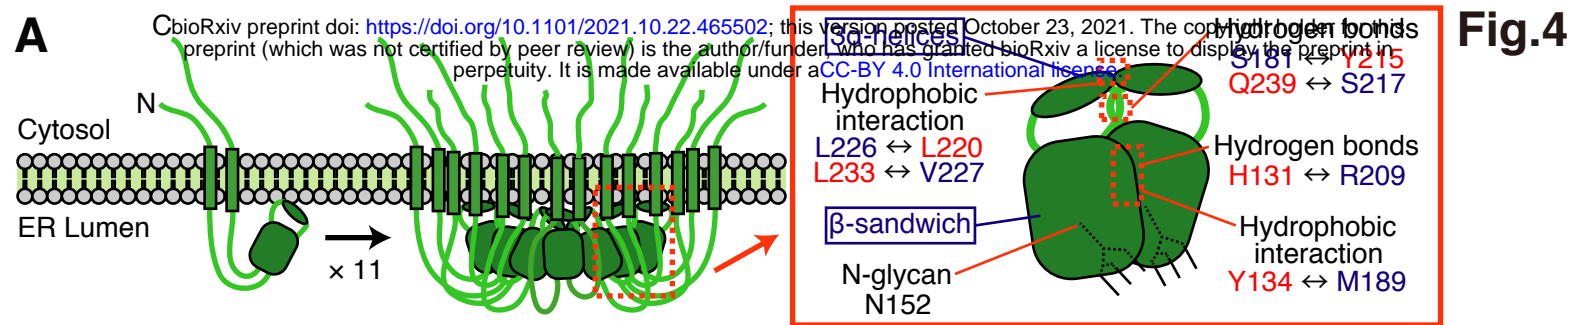 A
Fig.4
C
bioRxiv preprint doi: https://doi.org/10.1101/2021.10.22.465502; this version posted October 23, 2021. The copyright holder for this
preprint (which was not certified by peer review) is the author/funder, who has granted bioRxiv a license to display the preprint in
perpetuity. It is made available under aCC-BY 4.0 International license.
N
Cytosol
ER Lumen
× 11
3α-helices
Hydrophobic
interaction
L226 ↔ L220
L233 ↔ V227
β-sandwich
N-glycan
N152
Hydrogen bonds
S181 ↔ Y215
Q239 ↔ S217
Hydrogen bonds
H131 ↔ R209
Hydrophobic
interaction
Y134 ↔ M189